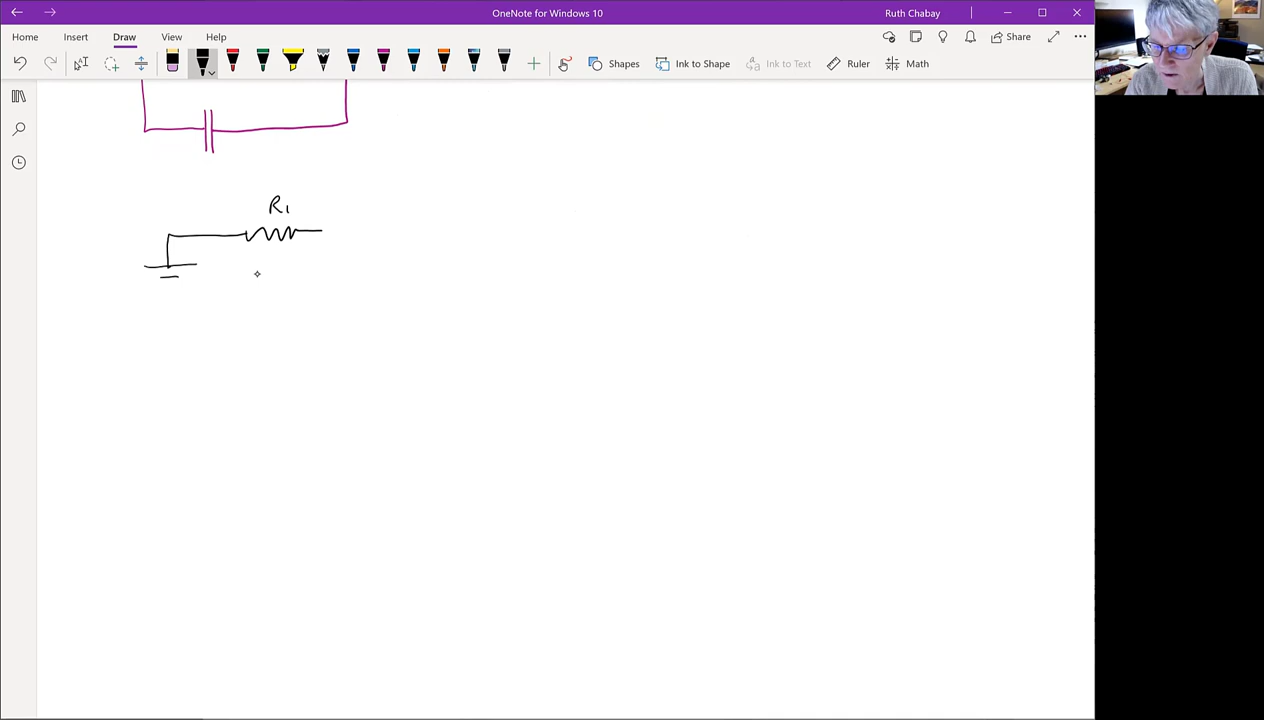 OneNote for Windows 10
Ruth Chabay
Home Insert Draw View Help
Share
Shapes Ink to Shape Ink to Text Ruler Math
R1